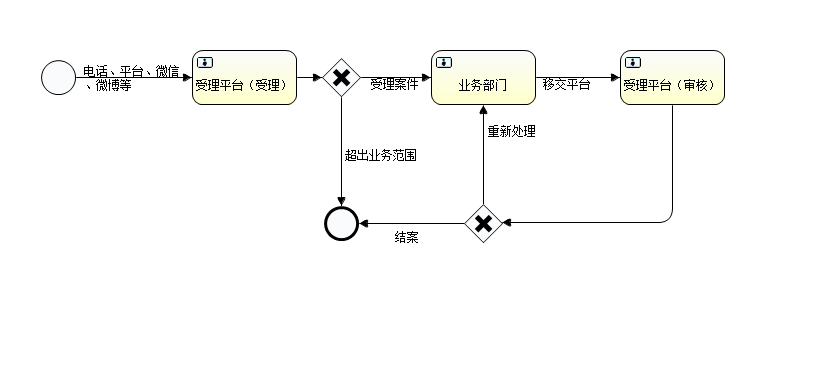 电话、平台、微信
、微博等
受理平台（受理）
受理案件
业务部门
移交平台
受理平台（审核）
重新处理
超出业务范围
结案